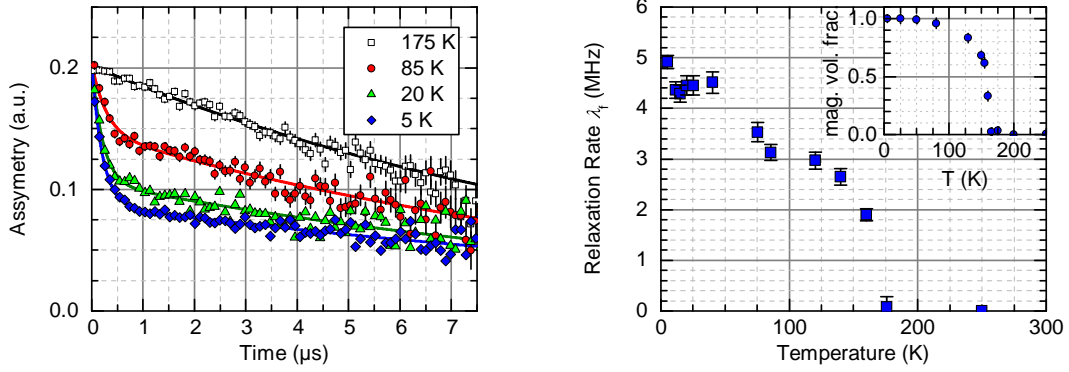 0.2
0.1
0.0
Assymetry (a.u.)
0 1 2 3 4 5 6 7
Time (µs)
175 K
85 K
20 K
5 K
6
5
4
3
2
1
0
Relaxation Rate λf (MHz)
0 100 200 300
Temperature (K)
1.0
0.5
0.0
mag. vol. frac.
0 100 200
T (K)